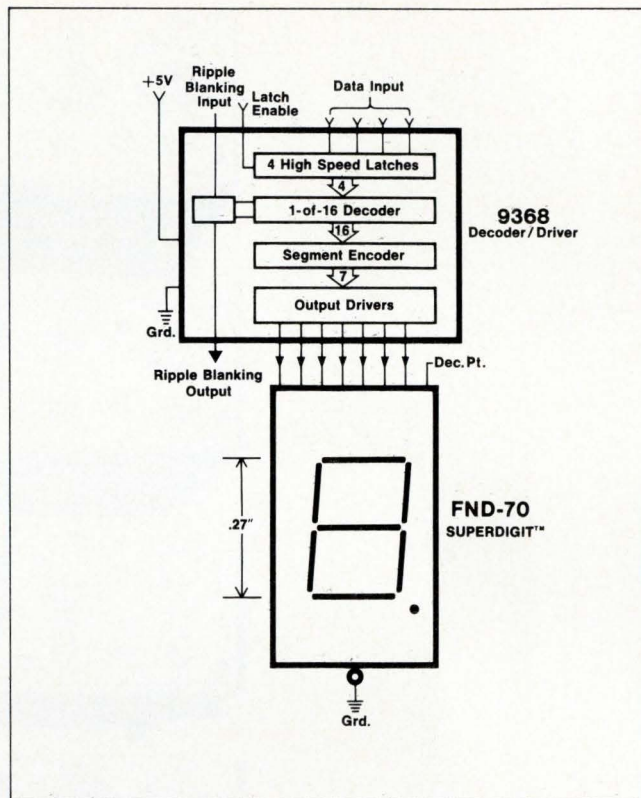 +5V
Ripple
Blanking
Input
Latch
Enable
Data Input
4 High Speed Latches
4
1-of-16 Decoder
16
Segment Encoder
7
Output Drivers
9368
Decoder/Driver
Grd.
Ripple Blanking
Output
Dec. Pt.
.27"
FND-70
SUPERDIGIT™
Grd.